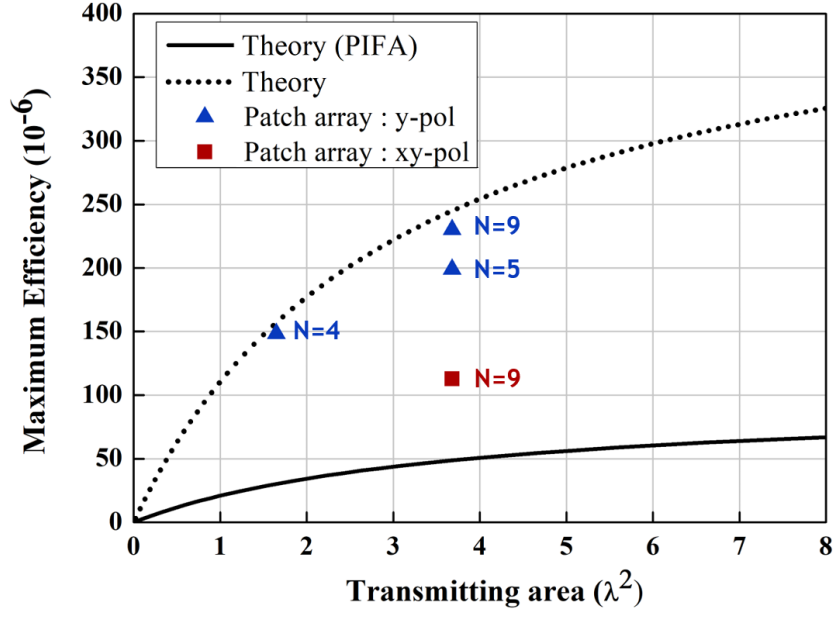 400
350
300
250
200
150
100
50
0
Maximum Efficiency (10⁻⁶)
Theory (PIFA)
Theory
Patch array : y-pol
Patch array : xy-pol
N=9
N=5
N=4
N=9
0 1 2 3 4 5 6 7 8
Transmitting area (λ²)